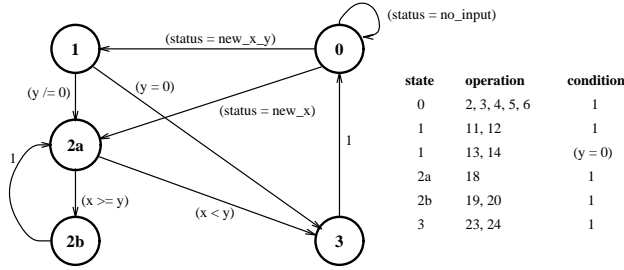 (status = no_input)
(status = new_x_y)
1
0
(y /= 0)
(y = 0)
(status = new_x)
2a
1
1
(x >= y)
(x < y)
2b
3
state operation condition
0 2, 3, 4, 5, 6 1
1 11, 12 1
1 13, 14 (y = 0)
2a 18 1
2b 19, 20 1
3 23, 24 1